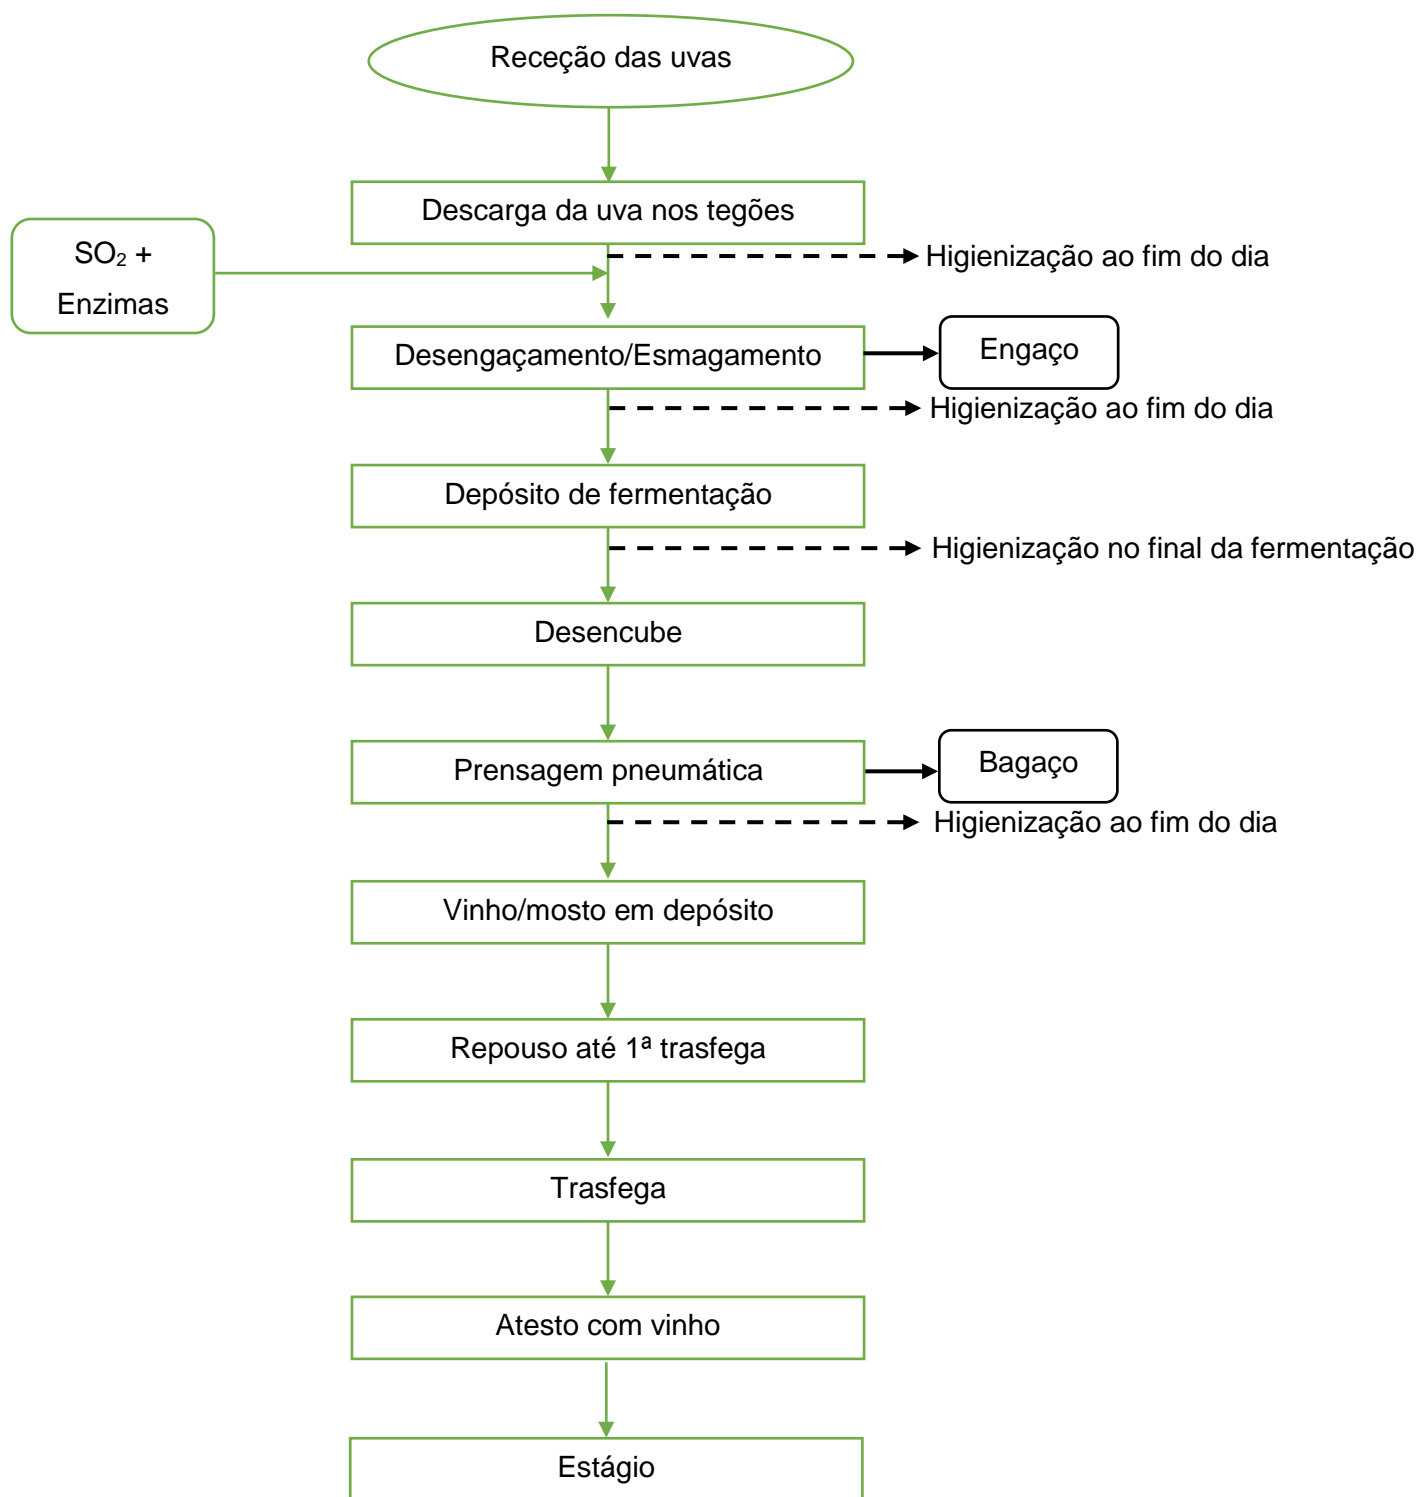 Receção das uvas
Descarga da uva nos tegões
SO₂ +
Enzimas
Higienização ao fim do dia
Desengaçamento/Esmagamento
Engaço
Higienização ao fim do dia
Depósito de fermentação
Higienização no final da fermentação
Desencube
Prensagem pneumática
Bagaço
Higienização ao fim do dia
Vinho/mosto em depósito
Repouso até 1ª trasfega
Trasfega
Atesto com vinho
Estágio